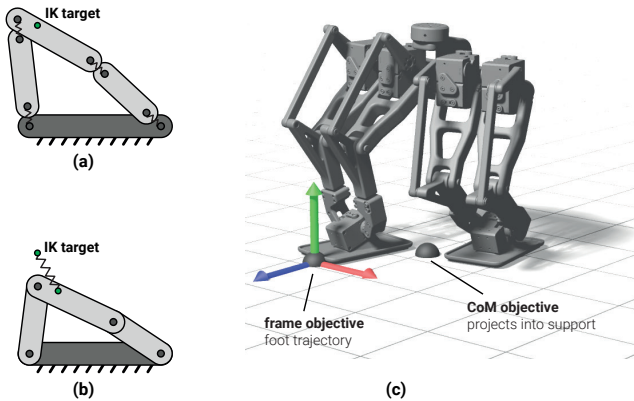 IK target
(a)
IK target
(b)
frame objective
foot trajectory
CoM objective
projects into support
(c)